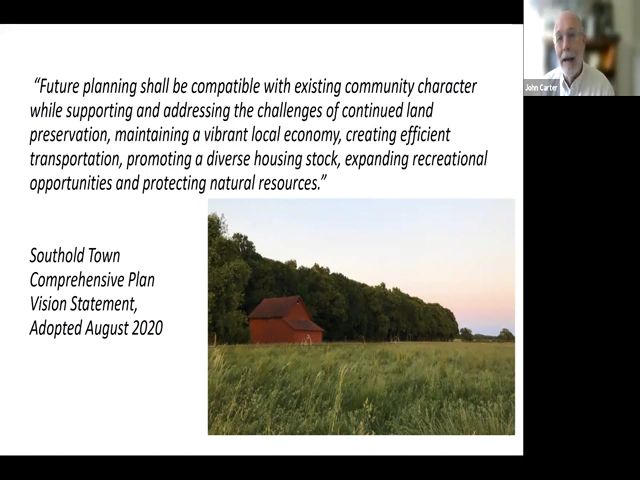 “Future planning shall be compatible with existing community character
while supporting and addressing the challenges of continued land
preservation, maintaining a vibrant local economy, creating efficient
transportation, promoting a diverse housing stock, expanding recreational
opportunities and protecting natural resources.”
Southold Town
Comprehensive Plan
Vision Statement,
Adopted August 2020
John Carter